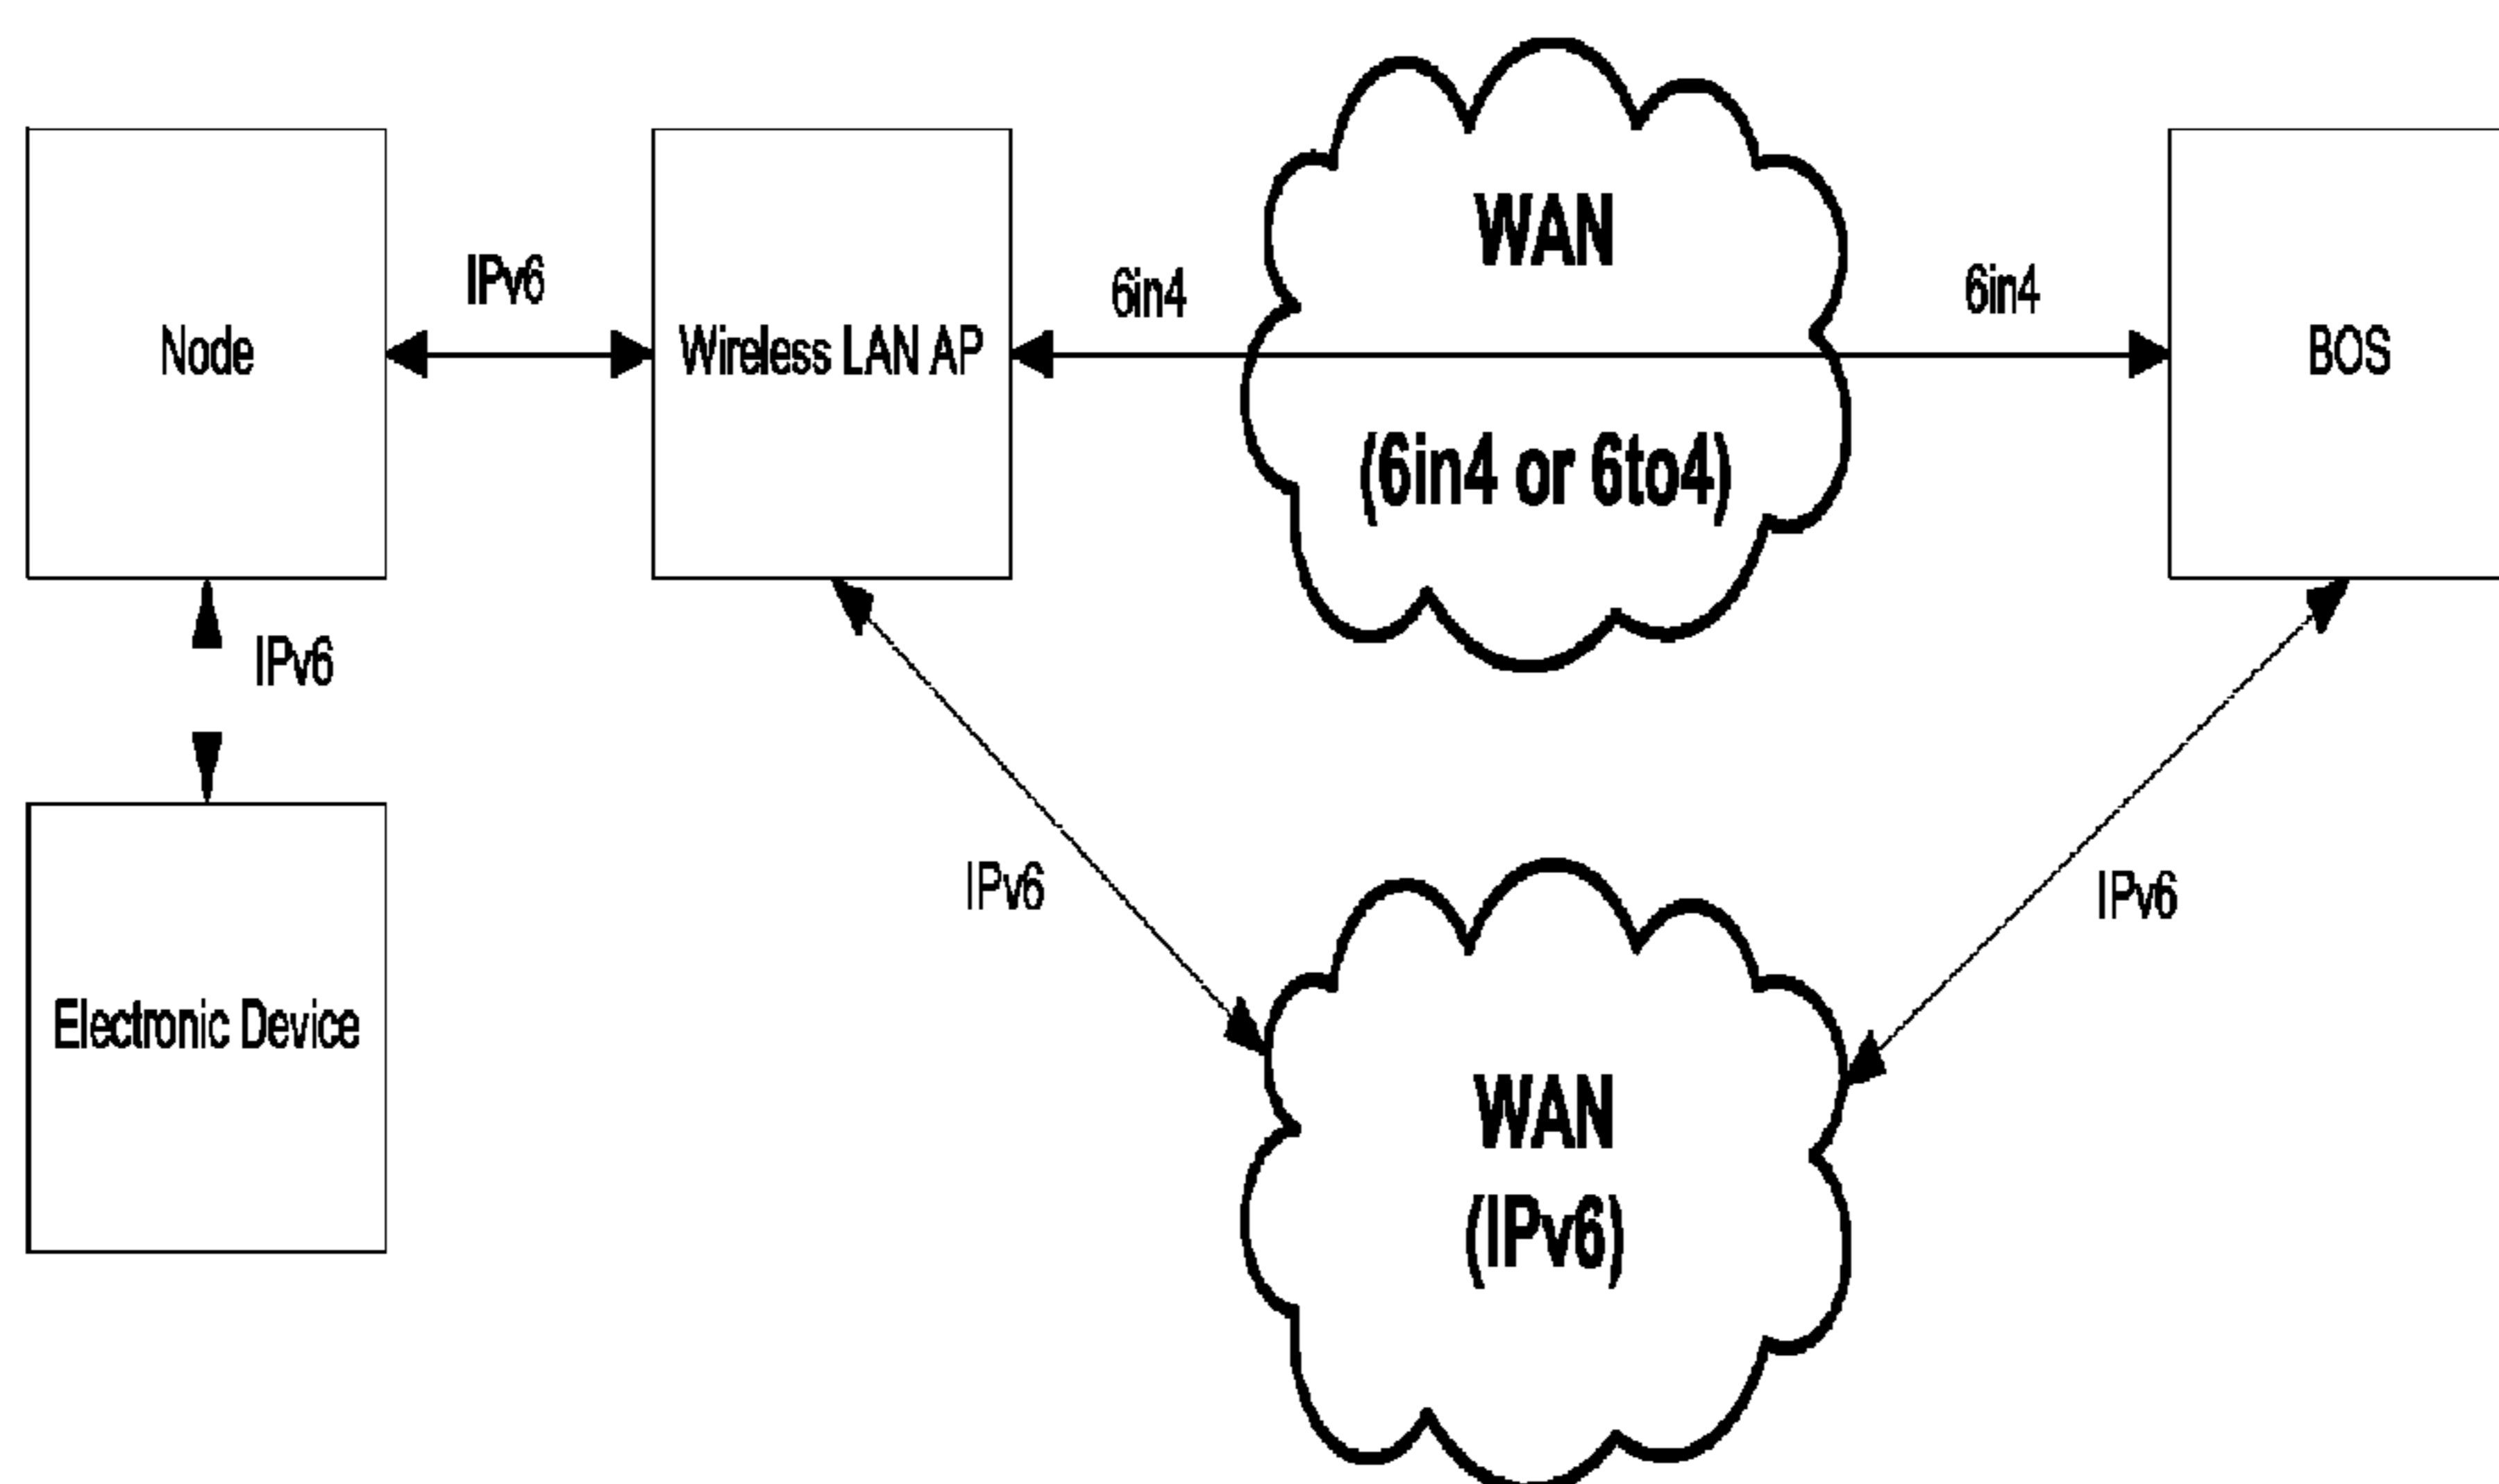 WAN
IPv6
6in4
6in4
Node
Wireless LAN AP
BOS
(6in4 or 6to4)
IPv6
IPv6
IPv6
Electronic Device
WAN
(IPv6)